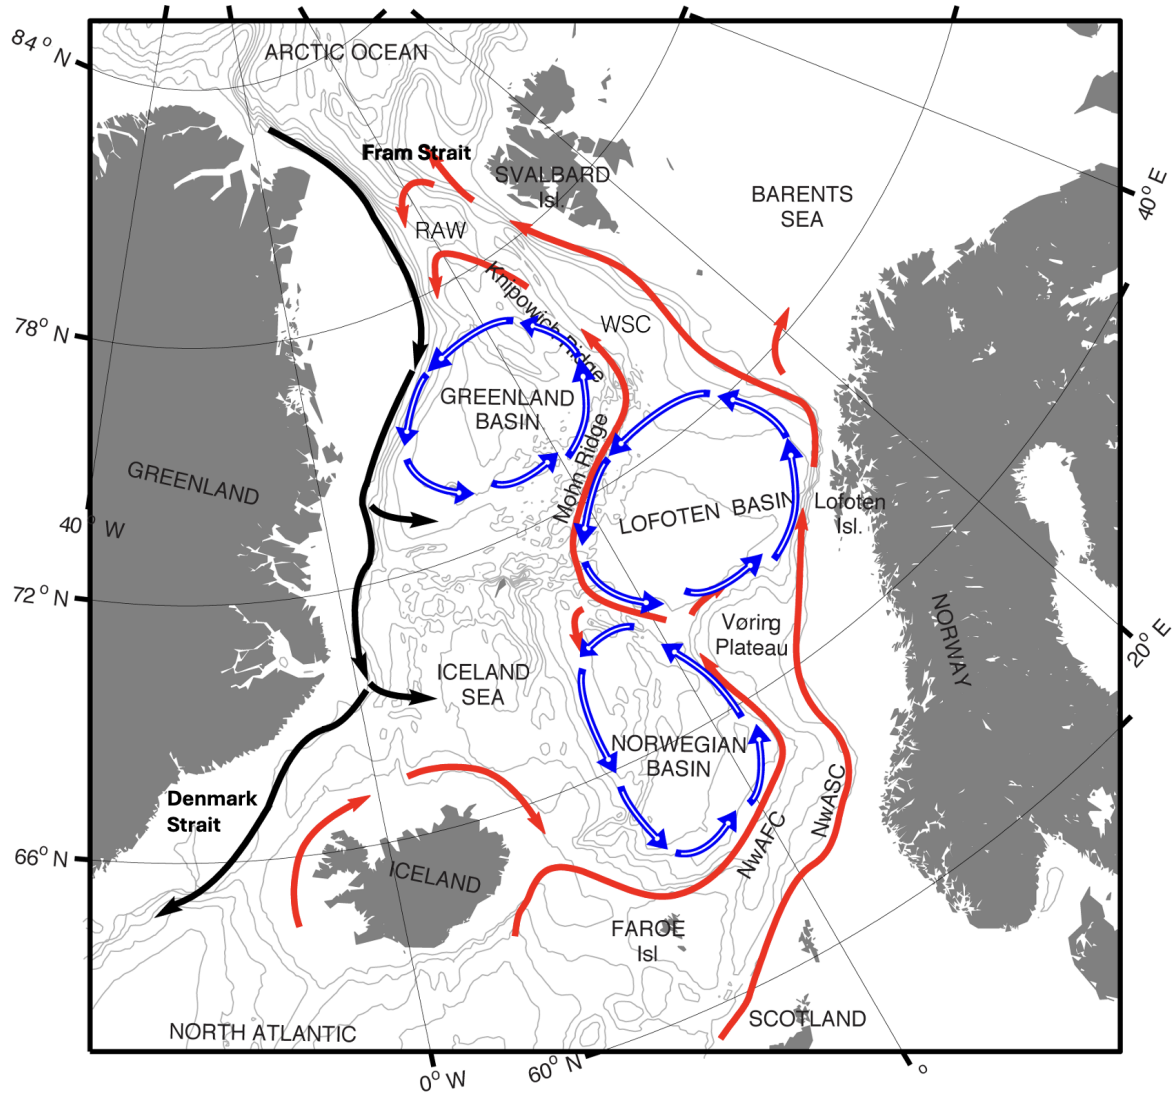 84° N
ARCTIC OCEAN
Fram Strait
SVALBARD
Isl.
BARENTS
SEA
40° E
RAW
Knipowich Ridge
WSC
78° N
GREENLAND
BASIN
Mohn Ridge
GREENLAND
40° W
LOFOTEN BASIN
Lofoten
Isl.
72° N
Vøring
Plateau
NORWAY
20° E
ICELAND
SEA
NORWEGIAN
BASIN
Denmark
Strait
NwASC
NwAFC
66° N
ICELAND
FAROE
Isl
NORTH ATLANTIC
SCOTLAND
0° W
60° N
°